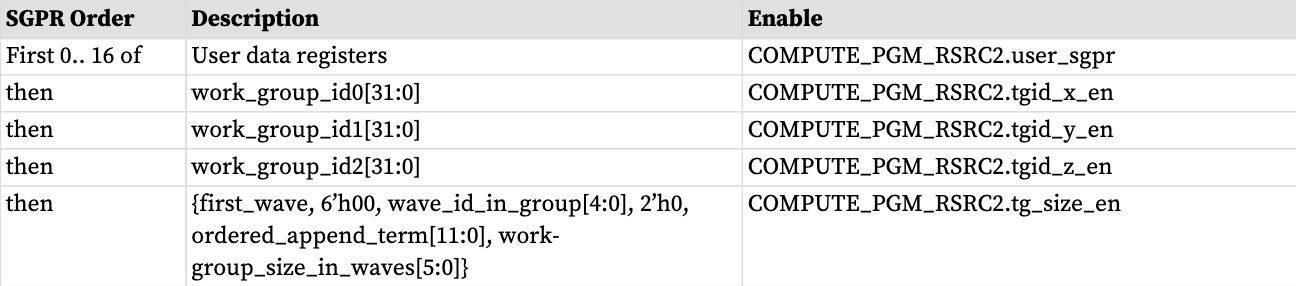 SGPR Order Description Enable
First 0.. 16 of User data registers COMPUTE_PGM_RSRC2.user_sgpr
then work_group_id0[31:0] COMPUTE_PGM_RSRC2.tgid_x_en
then work_group_id1[31:0] COMPUTE_PGM_RSRC2.tgid_y_en
then work_group_id2[31:0] COMPUTE_PGM_RSRC2.tgid_z_en
then {first_wave, 6’h00, wave_id_in_group[4:0], 2’h0, COMPUTE_PGM_RSRC2.tg_size_en
ordered_append_term[11:0], work-
group_size_in_waves[5:0]}